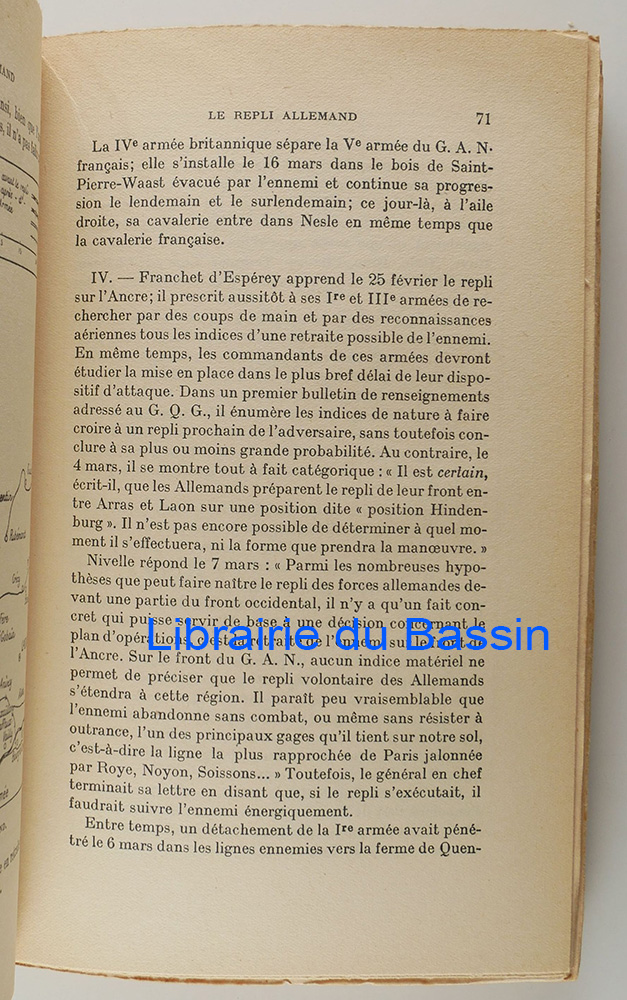 LE REPLI ALLEMAND 71
La IVe armée britannique sépare la Ve armée du G. A. N.
français; elle s'installe le 16 mars dans le bois de Saint-
Pierre-Waast évacué par l'ennemi et continue sa progres-
sion le lendemain et le surlendemain; ce jour-là, à l'aile
droite, sa cavalerie entre dans Nesle en même temps que
la cavalerie française.
IV. — Franchet d'Espérey apprend le 25 février le repli
sur l'Ancre; il prescrit aussitôt à ses Ire et IIIe armées de re-
chercher par des coups de main et par des reconnaissances
aériennes tous les indices d'une retraite possible de l'ennemi.
En même temps, les commandants de ces armées devront
étudier la mise en place dans le plus bref délai de leur dispo-
sitif d'attaque. Dans un premier bulletin de renseignements
adressé au G. Q. G., il énumère les indices de nature à faire
croire à un repli prochain de l'adversaire, sans toutefois con-
clure à sa plus ou moins grande probabilité. Au contraire, le
4 mars, il se montre tout à fait catégorique : « Il est certain,
écrit-il, que les Allemands préparent le repli de leur front en-
tre Arras et Laon sur une position dite « position Hinden-
burg ». Il n'est pas encore possible de déterminer à quel mo-
ment il s'effectuera, ni la forme que prendra la manœuvre. »
Nivelle répond le 7 mars : « Parmi les nombreuses hypo-
thèses que peut faire naître le repli des forces allemandes de-
vant une partie du front occidental, il n'y a qu'un fait con-
cret qui puisse servir de base à une décision concernant le
plan d'opérations, c'est la retraite de l'ennemi sur le front de
Librairie du Bassin
l'Ancre. Sur le front du G. A. N., aucun indice matériel ne
permet de préciser que le repli volontaire des Allemands
s'étendra à cette région. Il paraît peu vraisemblable que
l'ennemi abandonne sans combat, ou même sans résister à
outrance, l'un des principaux gages qu'il tient sur notre sol,
c'est-à-dire la ligne la plus rapprochée de Paris jalonnée
par Roye, Noyon, Soissons... » Toutefois, le général en chef
terminait sa lettre en disant que, si le repli s'exécutait, il
faudrait suivre l'ennemi énergiquement.
Entre temps, un détachement de la Ire armée avait péné-
tré le 6 mars dans les lignes ennemies vers la ferme de Quen-